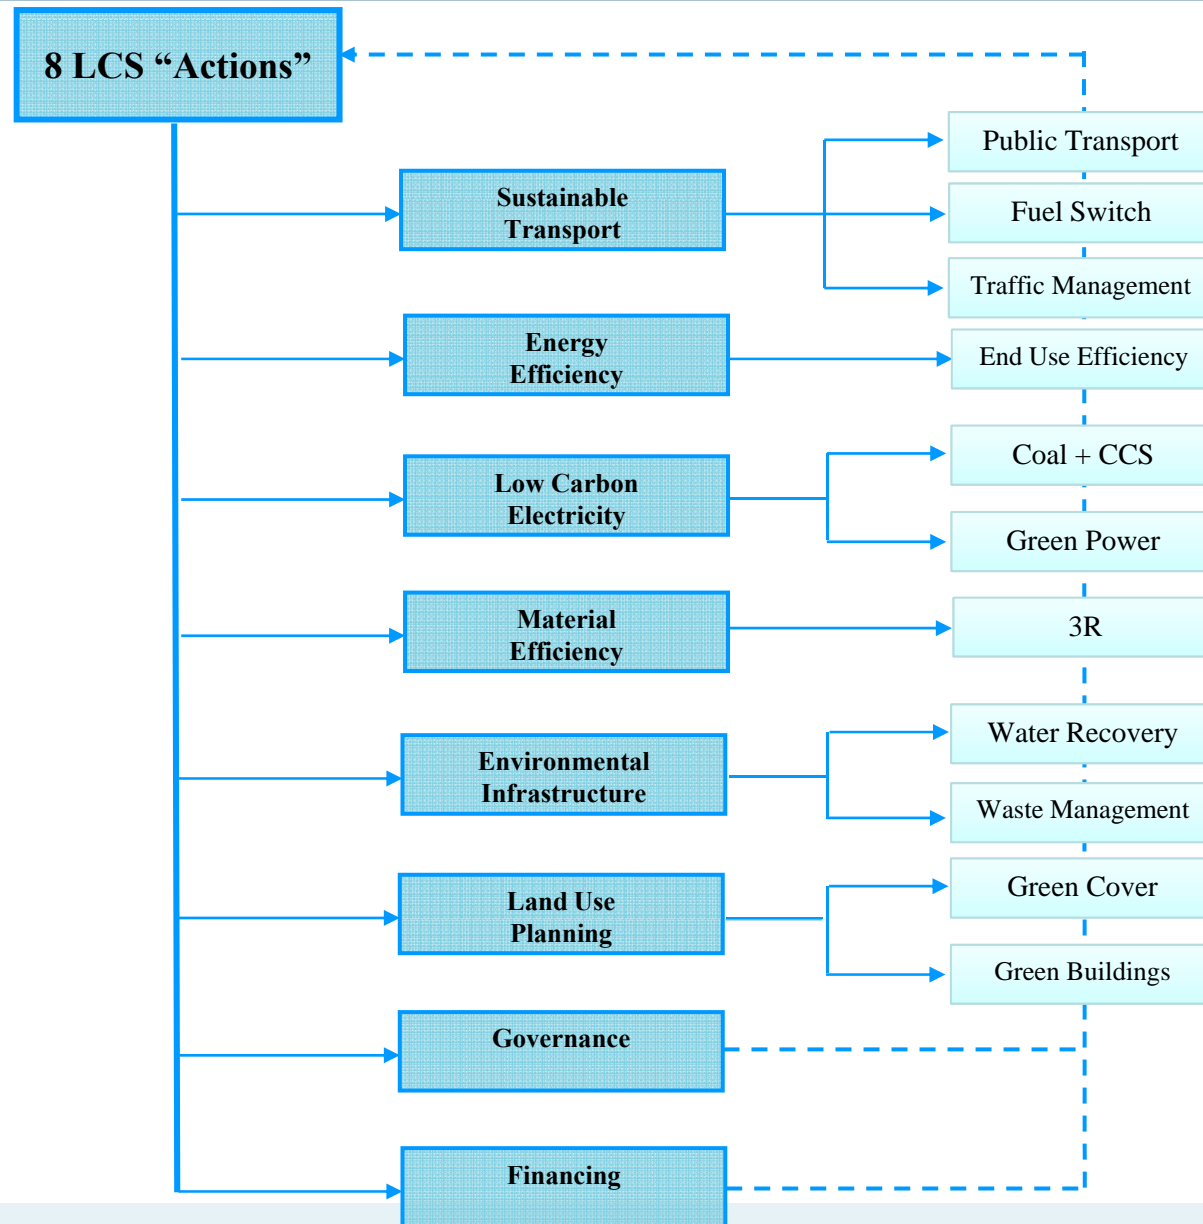 8 LCS “Actions”
Public Transport
Sustainable
Transport
Fuel Switch
Traffic Management
Energy
Efficiency
End Use Efficiency
Low Carbon
Electricity
Coal + CCS
Green Power
Material
Efficiency
3R
Environmental
Infrastructure
Water Recovery
Waste Management
Land Use
Planning
Green Cover
Green Buildings
Governance
Financing